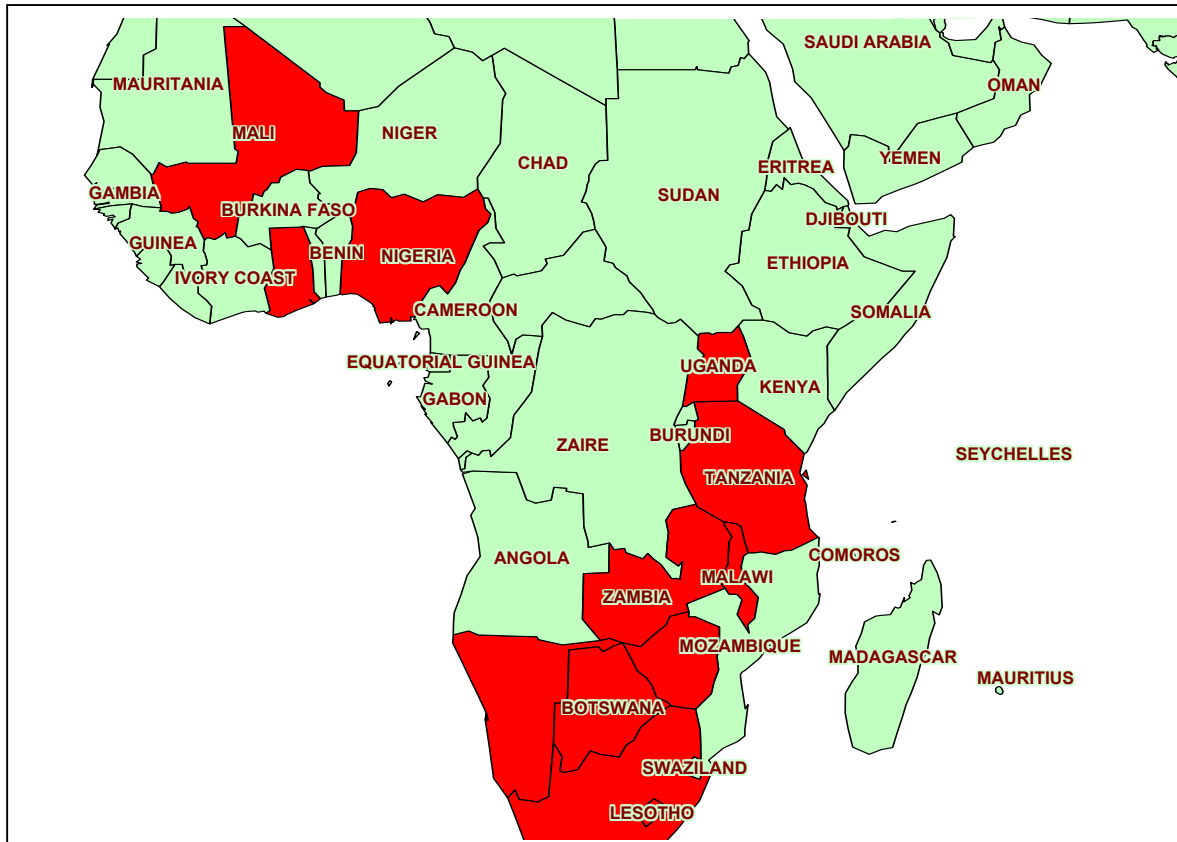 SAUDI ARABIA
MAURITANIA
OMAN
MALI
NIGER
CHAD
YEMEN
ERITREA
GAMBIA
SUDAN
BURKINA FASO
DJIBOUTI
GUINEA
BENIN
NIGERIA
ETHIOPIA
IVORY COAST
CAMEROON
SOMALIA
EQUATORIAL GUINEA
UGANDA
KENYA
GABON
BURUNDI
ZAIRE
SEYCHELLES
TANZANIA
ANGOLA
COMOROS
MALAWI
ZAMBIA
MOZAMBIQUE
MADAGASCAR
MAURITIUS
BOTSWANA
SWAZILAND
LESOTHO